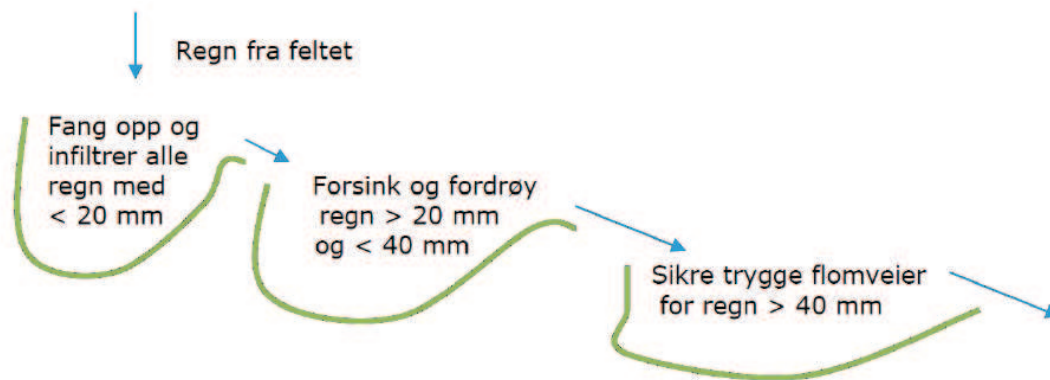 Regn fra feltet
Fang opp og
infiltrer alle
regn med
< 20 mm
Forsink og fordrøy
regn > 20 mm
og < 40 mm
Sikre trygge flomveier
for regn > 40 mm